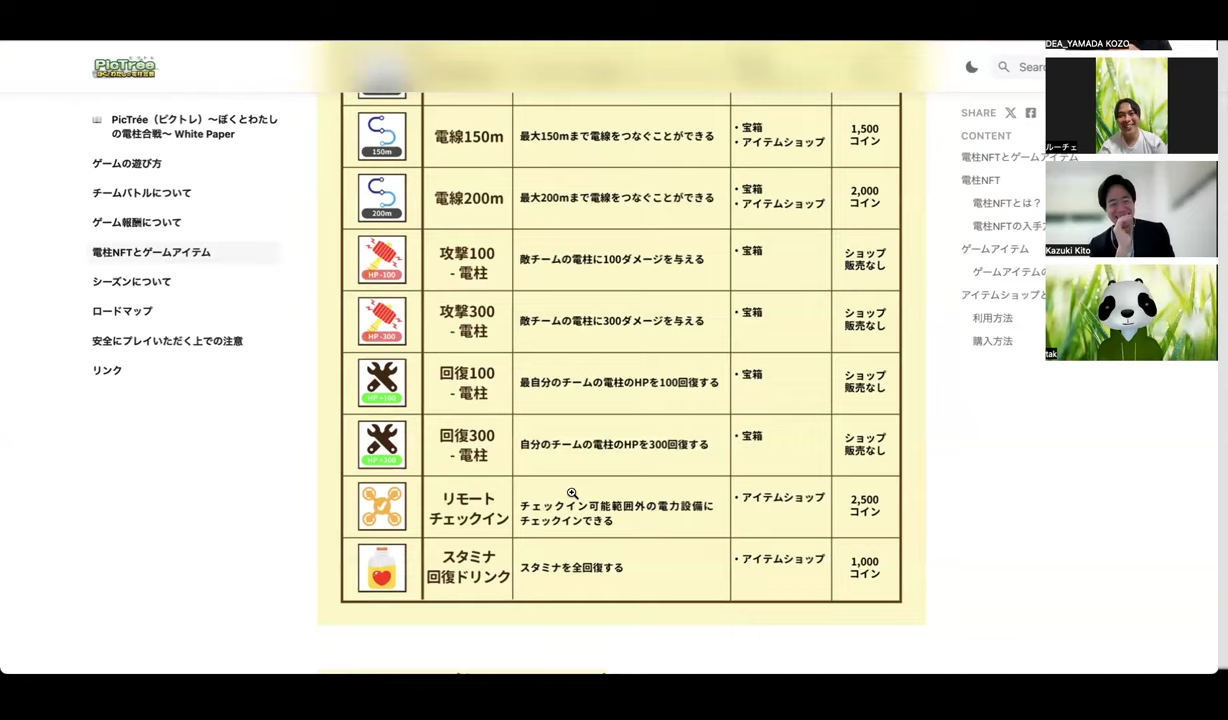 DEA_YAMADA KOZO
PicTrée
Sear
PicTrée（ピクトレ）〜ぼくとわたし
の電柱合戦〜 White Paper
ゲームの遊び方
チームバトルについて
ゲーム報酬について
電柱NFTとゲームアイテム
シーズンについて
ロードマップ
安全にプレイいただく上での注意
リンク
150m
電線150m
最大150mまで電線をつなぐことができる
・宝箱
・アイテムショップ
1,500
コイン
200m
電線200m
最大200mまで電線をつなぐことができる
・宝箱
・アイテムショップ
2,000
コイン
HP -100
攻撃100
- 電柱
敵チームの電柱に100ダメージを与える
・宝箱
ショップ
販売なし
HP -300
攻撃300
- 電柱
敵チームの電柱に300ダメージを与える
・宝箱
ショップ
販売なし
HP +100
回復100
- 電柱
最自分のチームの電柱のHPを100回復する
・宝箱
ショップ
販売なし
HP +300
回復300
- 電柱
自分のチームの電柱のHPを300回復する
・宝箱
ショップ
販売なし
リモート
チェックイン
チェックイン可能範囲外の電力設備に
チェックインできる
・アイテムショップ
2,500
コイン
スタミナ
回復ドリンク
スタミナを全回復する
・アイテムショップ
1,000
コイン
SHARE
CONTENT
電柱NFTとゲームアイテム
電柱NFT
電柱NFTとは？
電柱NFTの入手方
ゲームアイテム
ゲームアイテムの
アイテムショップと
利用方法
購入方法
ルーチェ
Kazuki Kito
tak